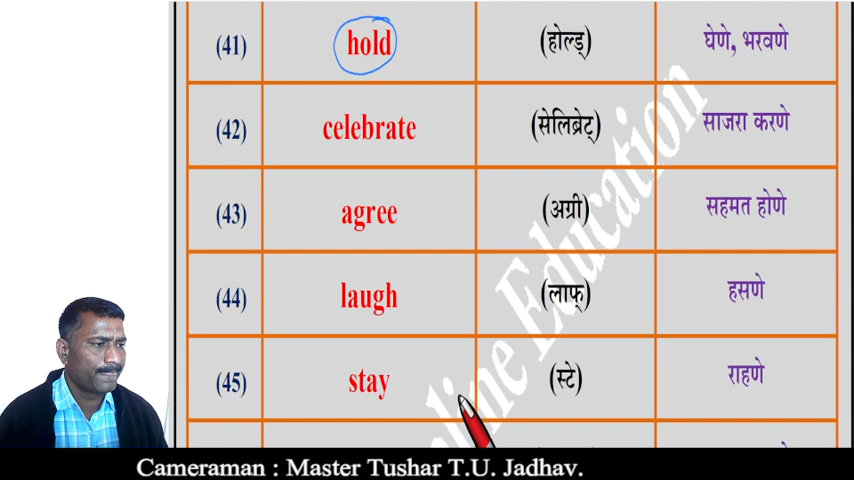 (41) hold (होल्ड्) घेणे, भरवणे
(42) celebrate (सेलिब्रेट्) साजरा करणे
(43) agree (अग्री) सहमत होणे
(44) laugh (लाफ्) हसणे
(45) stay (स्टे) राहणे
Online Education
Cameraman : Master Tushar T.U. Jadhav.